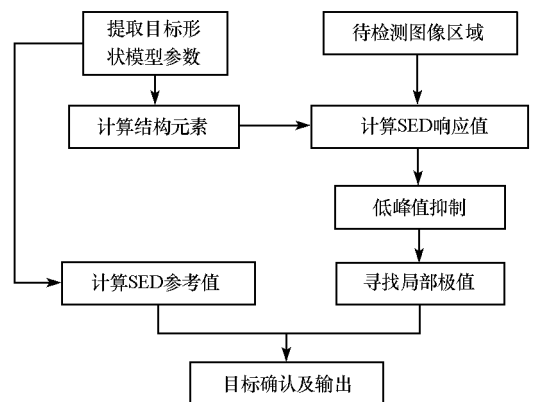 提取目标形
状模型参数
待检测图像区域
计算结构元素
计算SED响应值
低峰值抑制
计算SED参考值
寻找局部极值
目标确认及输出